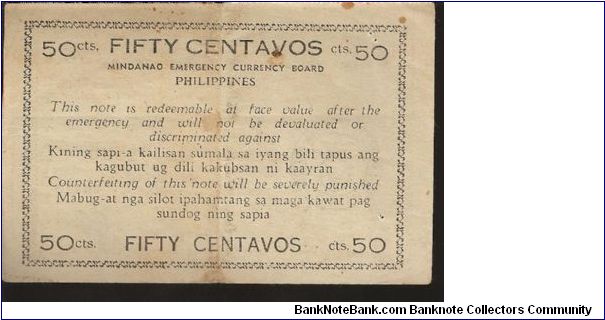 50cts. FIFTY CENTAVOS cts. 50
MINDANAO EMERGENCY CURRENCY BOARD
PHILIPPINES
This note is redeemable at face value after the
emergency and will not be devaluated or
discriminated against
Kining sapi-a kailisan sumala sa iyang bili tapus ang
kagubut ug dili kakubsan ni kaayran
Counterfeiting of this note will be severely punished
Mabug-at nga silot ipahamtang sa maga kawat pag
sundog ning sapia
50cts. FIFTY CENTAVOS cts. 50
BankNoteBank.com Banknote Collectors Community